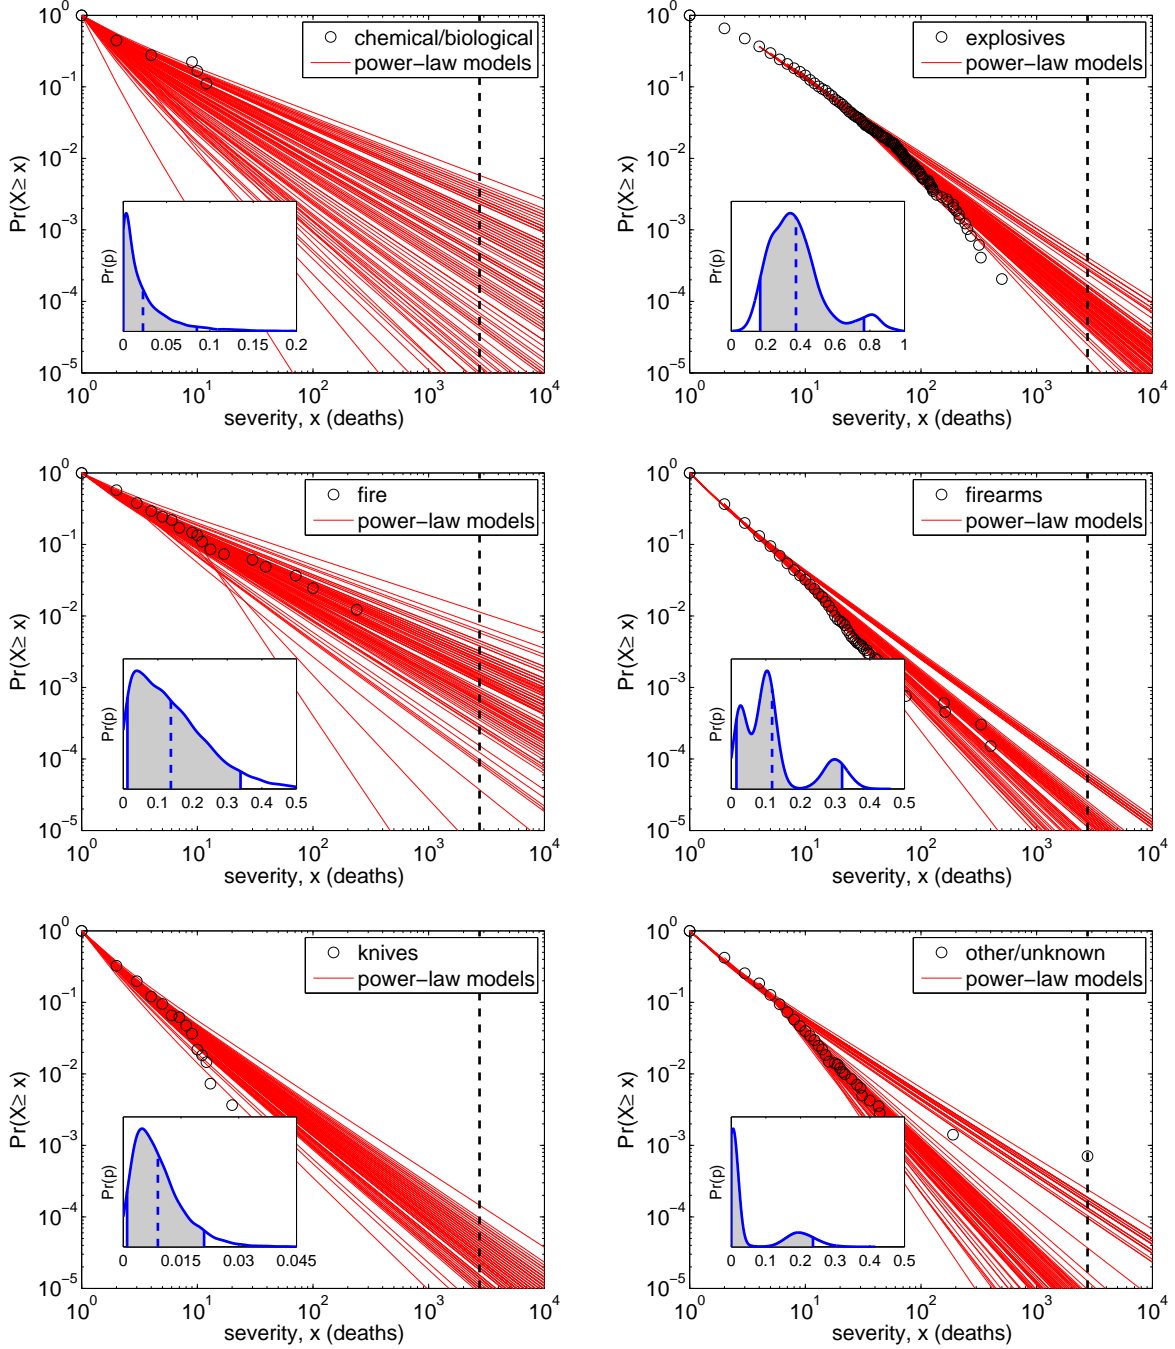 chemical/biological
power-law models
Pr(X≥ x)
10^0
10^-1
10^-2
10^-3
10^-4
10^-5
10^0 10^1 10^2 10^3 10^4
severity, x (deaths)
Pr(p)
0 0.05 0.1 0.15 0.2
explosives
power-law models
Pr(X≥ x)
10^0
10^-1
10^-2
10^-3
10^-4
10^-5
10^0 10^1 10^2 10^3 10^4
severity, x (deaths)
Pr(p)
0 0.2 0.4 0.6 0.8 1
fire
power-law models
Pr(X≥ x)
10^0
10^-1
10^-2
10^-3
10^-4
10^-5
10^0 10^1 10^2 10^3 10^4
severity, x (deaths)
Pr(p)
0 0.1 0.2 0.3 0.4 0.5
firearms
power-law models
Pr(X≥ x)
10^0
10^-1
10^-2
10^-3
10^-4
10^-5
10^0 10^1 10^2 10^3 10^4
severity, x (deaths)
Pr(p)
0 0.1 0.2 0.3 0.4 0.5
knives
power-law models
Pr(X≥ x)
10^0
10^-1
10^-2
10^-3
10^-4
10^-5
10^0 10^1 10^2 10^3 10^4
severity, x (deaths)
Pr(p)
0 0.015 0.03 0.045
other/unknown
power-law models
Pr(X≥ x)
10^0
10^-1
10^-2
10^-3
10^-4
10^-5
10^0 10^1 10^2 10^3 10^4
severity, x (deaths)
Pr(p)
0 0.1 0.2 0.3 0.4 0.5